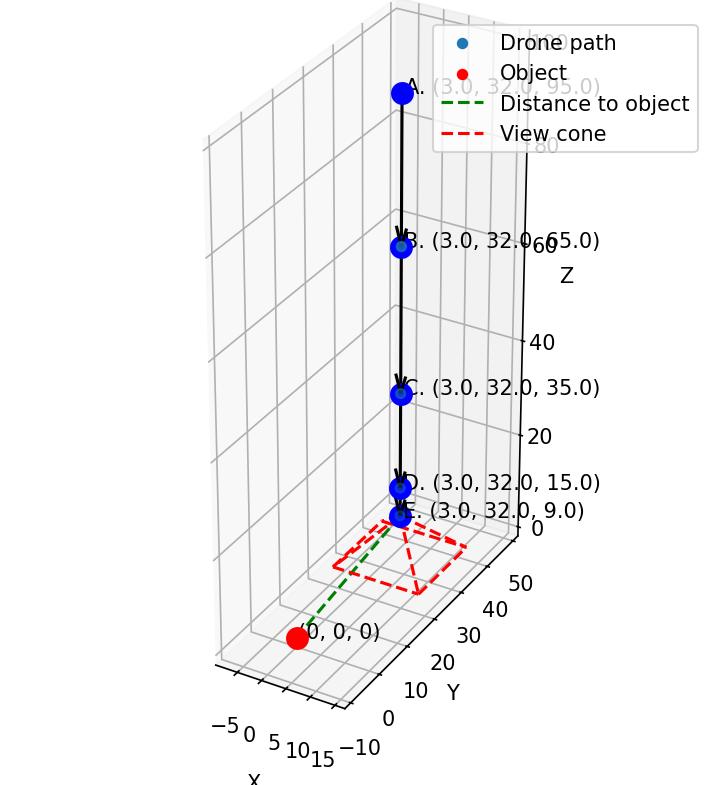 Drone path
Object
Distance to object
View cone
100
A. (3.0, 32.0, 95.0)
80
B. (3.0, 32.0, 65.0)
60
Z
C. (3.0, 32.0, 35.0)
40
20
D. (3.0, 32.0, 15.0)
E. (3.0, 32.0, 9.0)
0
(0, 0, 0)
50
40
30
20
10
0
−10
Y
−5
0
5
10
15
X